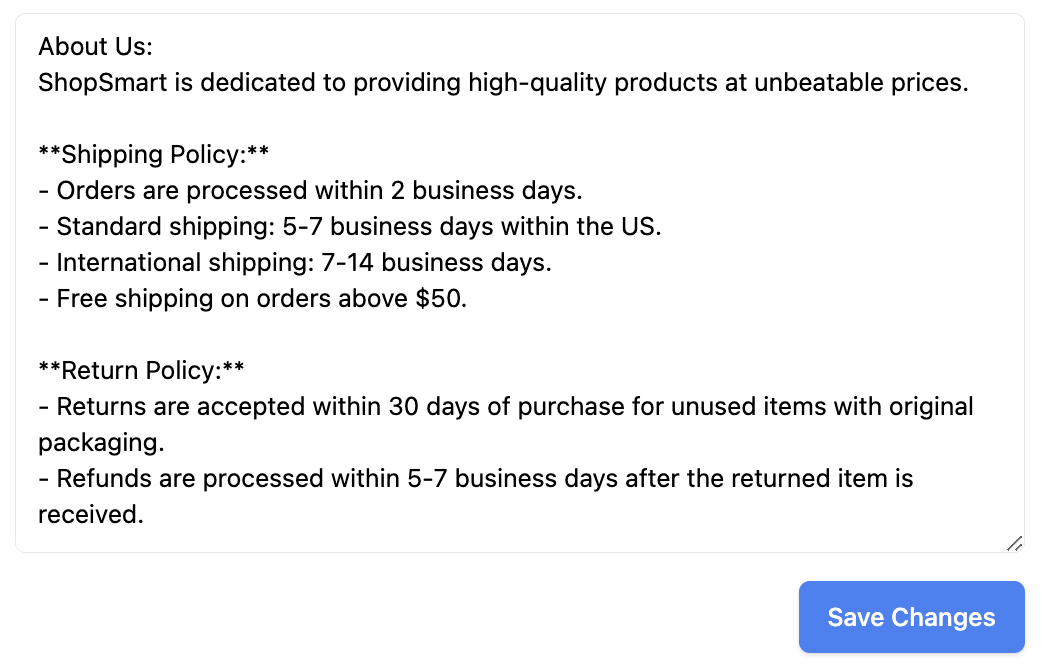 About Us:
ShopSmart is dedicated to providing high-quality products at unbeatable prices.
**Shipping Policy:**
- Orders are processed within 2 business days.
- Standard shipping: 5-7 business days within the US.
- International shipping: 7-14 business days.
- Free shipping on orders above $50.
**Return Policy:**
- Returns are accepted within 30 days of purchase for unused items with original
packaging.
- Refunds are processed within 5-7 business days after the returned item is
received.
Save Changes